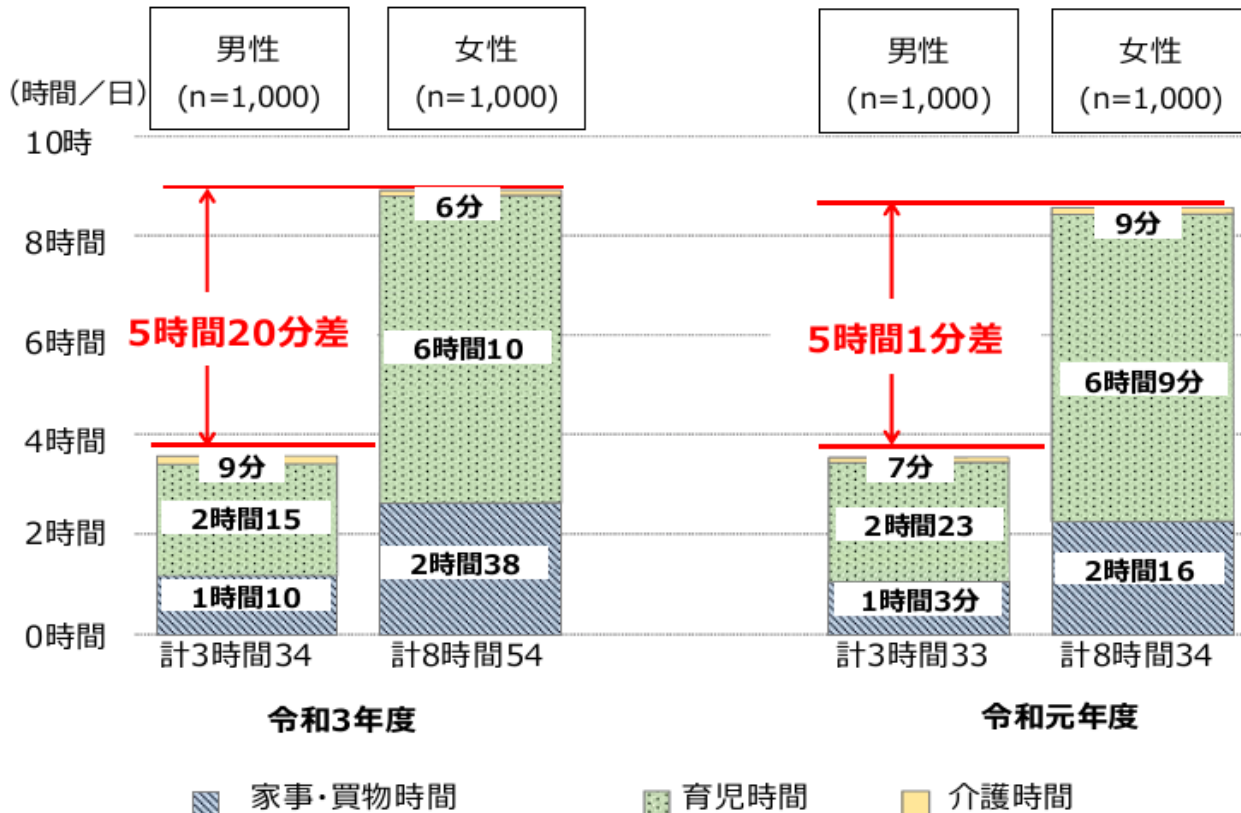 男性
(n=1,000)
女性
(n=1,000)
男性
(n=1,000)
女性
(n=1,000)
(時間／日)
10時
8時間
6時間
4時間
2時間
0時間
5時間20分差
9分
2時間15
1時間10
計3時間34
6分
6時間10
2時間38
計8時間54
令和3年度
5時間1分差
7分
2時間23
1時間3分
計3時間33
9分
6時間9分
2時間16
計8時間34
令和元年度
家事・買物時間
育児時間
介護時間